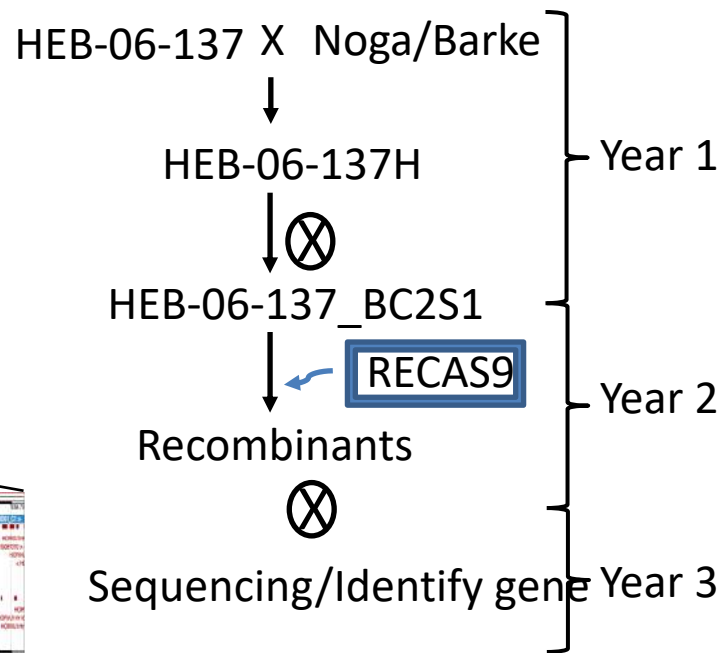 HEB-06-137 X Noga/Barke
HEB-06-137H
Year 1
HEB-06-137_BC2S1
RECAS9
Year 2
Recombinants
Sequencing/Identify gene
Year 3